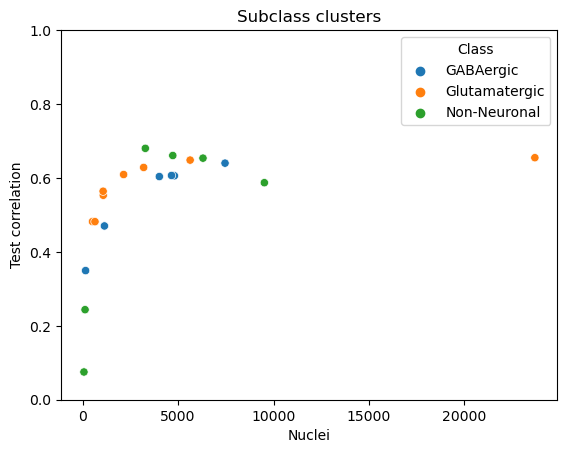 Subclass clusters
Class
GABAergic
Glutamatergic
Non-Neuronal
Test correlation
1.0
0.8
0.6
0.4
0.2
0.0
0 5000 10000 15000 20000
Nuclei